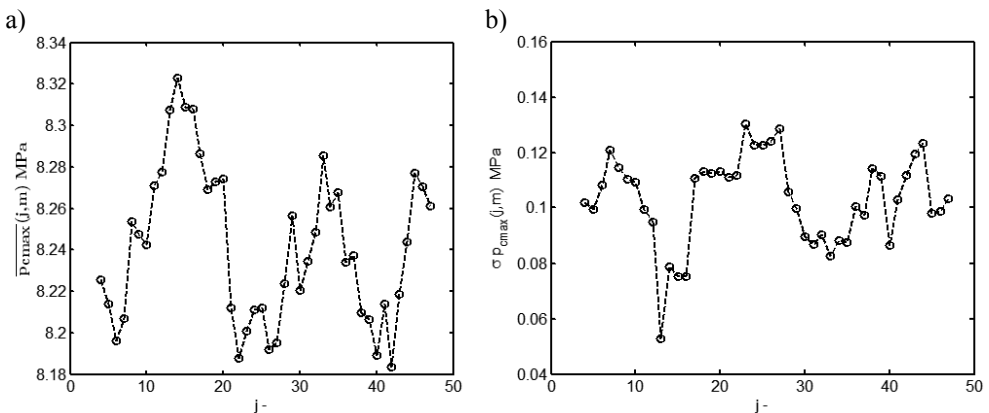 a)
8.34
8.32
8.3
8.28
8.26
8.24
8.22
8.2
8.18
pcmax(j,m) MPa
0 10 20 30 40 50
j -
b)
0.16
0.14
0.12
0.1
0.08
0.06
0.04
σ pcmax(j,m) MPa
0 10 20 30 40 50
j -